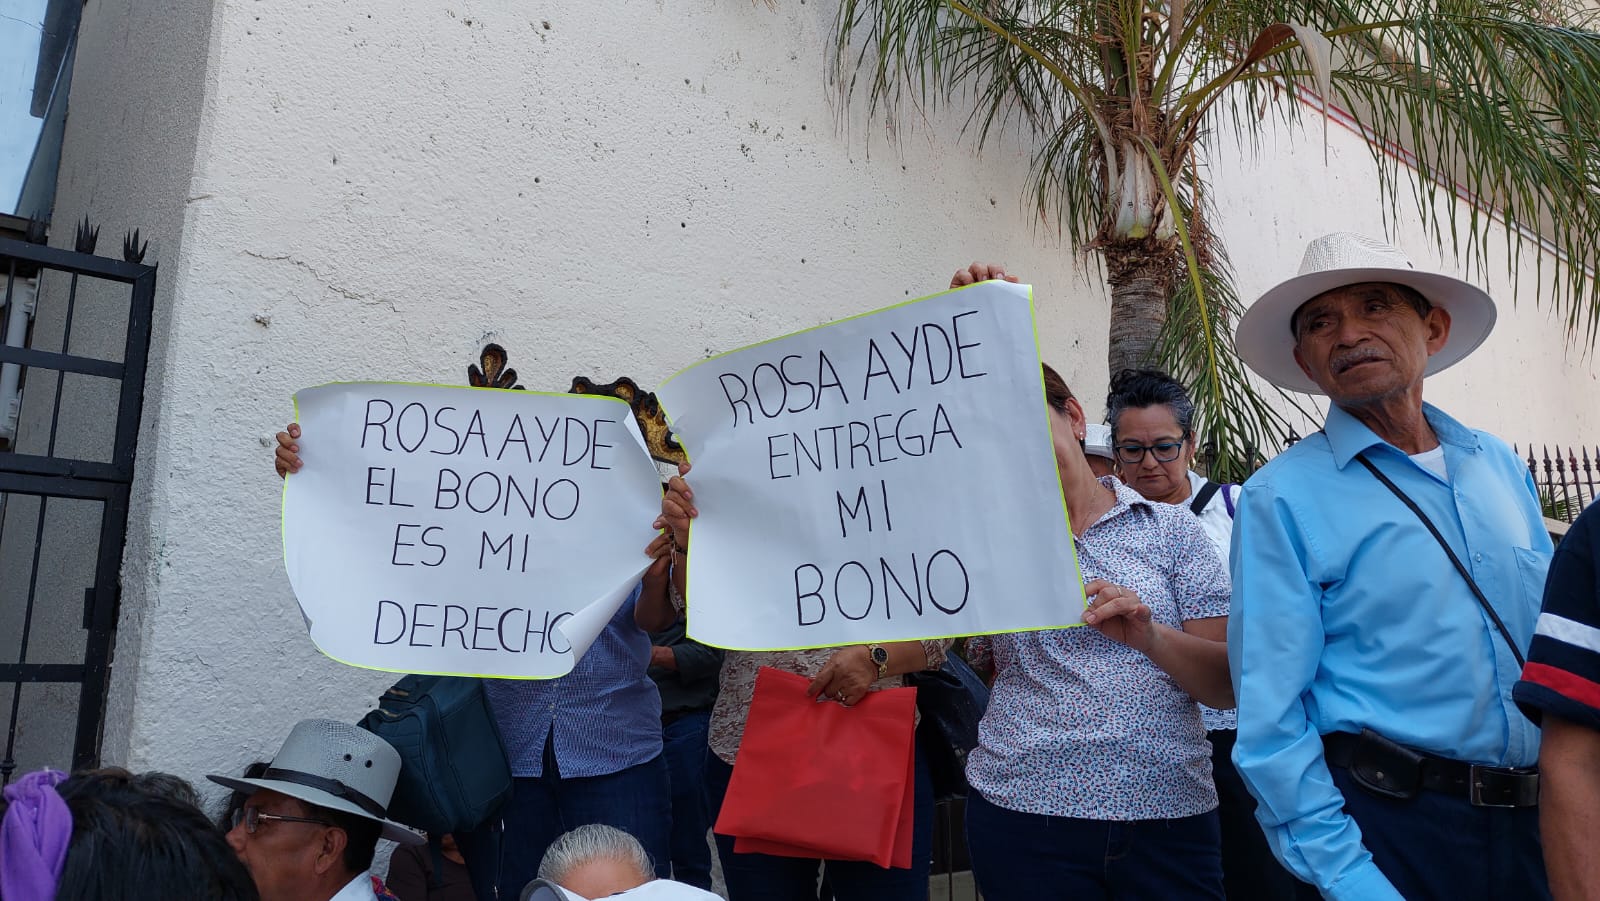 ROSA AYDE
EL BONO
ES MI
DERECHO
ROSA AYDE
ENTREGA
MI
BONO